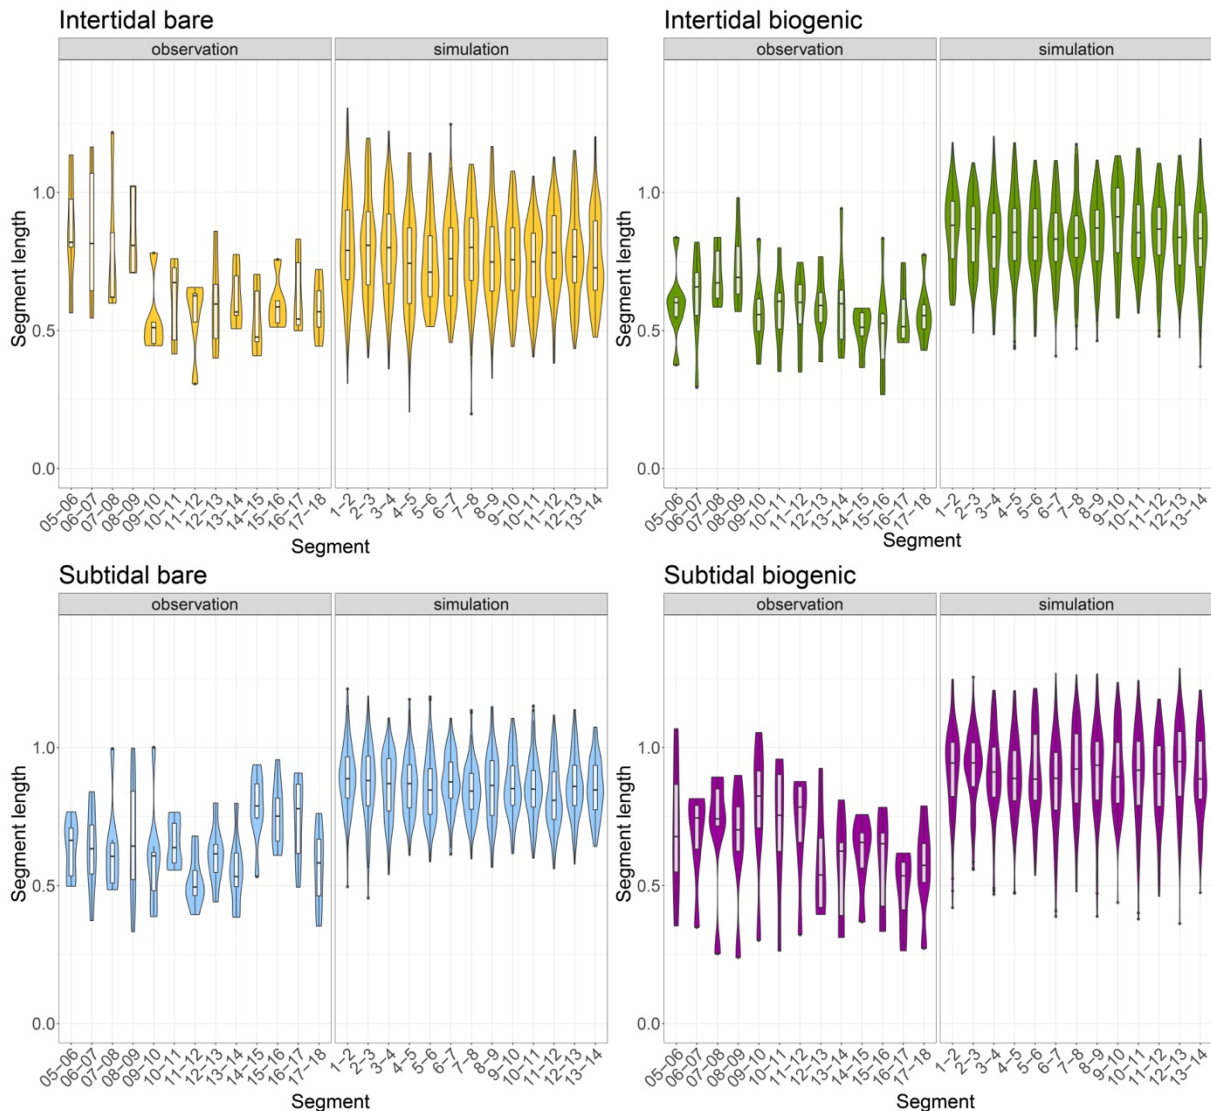 Intertidal bare
observation simulation
Segment length
1.0
0.5
0.0
05−06 06−07 07−08 08−09 09−10 10−11 11−12 12−13 13−14 14−15 15−16 16−17 17−18 1−2 2−3 3−4 4−5 5−6 6−7 7−8 8−9 9−10 10−11 11−12 12−13 13−14
Segment
Intertidal biogenic
observation simulation
Segment length
1.0
0.5
0.0
05−06 06−07 07−08 08−09 09−10 10−11 11−12 12−13 13−14 14−15 15−16 16−17 17−18 1−2 2−3 3−4 4−5 5−6 6−7 7−8 8−9 9−10 10−11 11−12 12−13 13−14
Segment
Subtidal bare
observation simulation
Segment length
1.0
0.5
0.0
05−06 06−07 07−08 08−09 09−10 10−11 11−12 12−13 13−14 14−15 15−16 16−17 17−18 1−2 2−3 3−4 4−5 5−6 6−7 7−8 8−9 9−10 10−11 11−12 12−13 13−14
Segment
Subtidal biogenic
observation simulation
Segment length
1.0
0.5
0.0
05−06 06−07 07−08 08−09 09−10 10−11 11−12 12−13 13−14 14−15 15−16 16−17 17−18 1−2 2−3 3−4 4−5 5−6 6−7 7−8 8−9 9−10 10−11 11−12 12−13 13−14
Segment